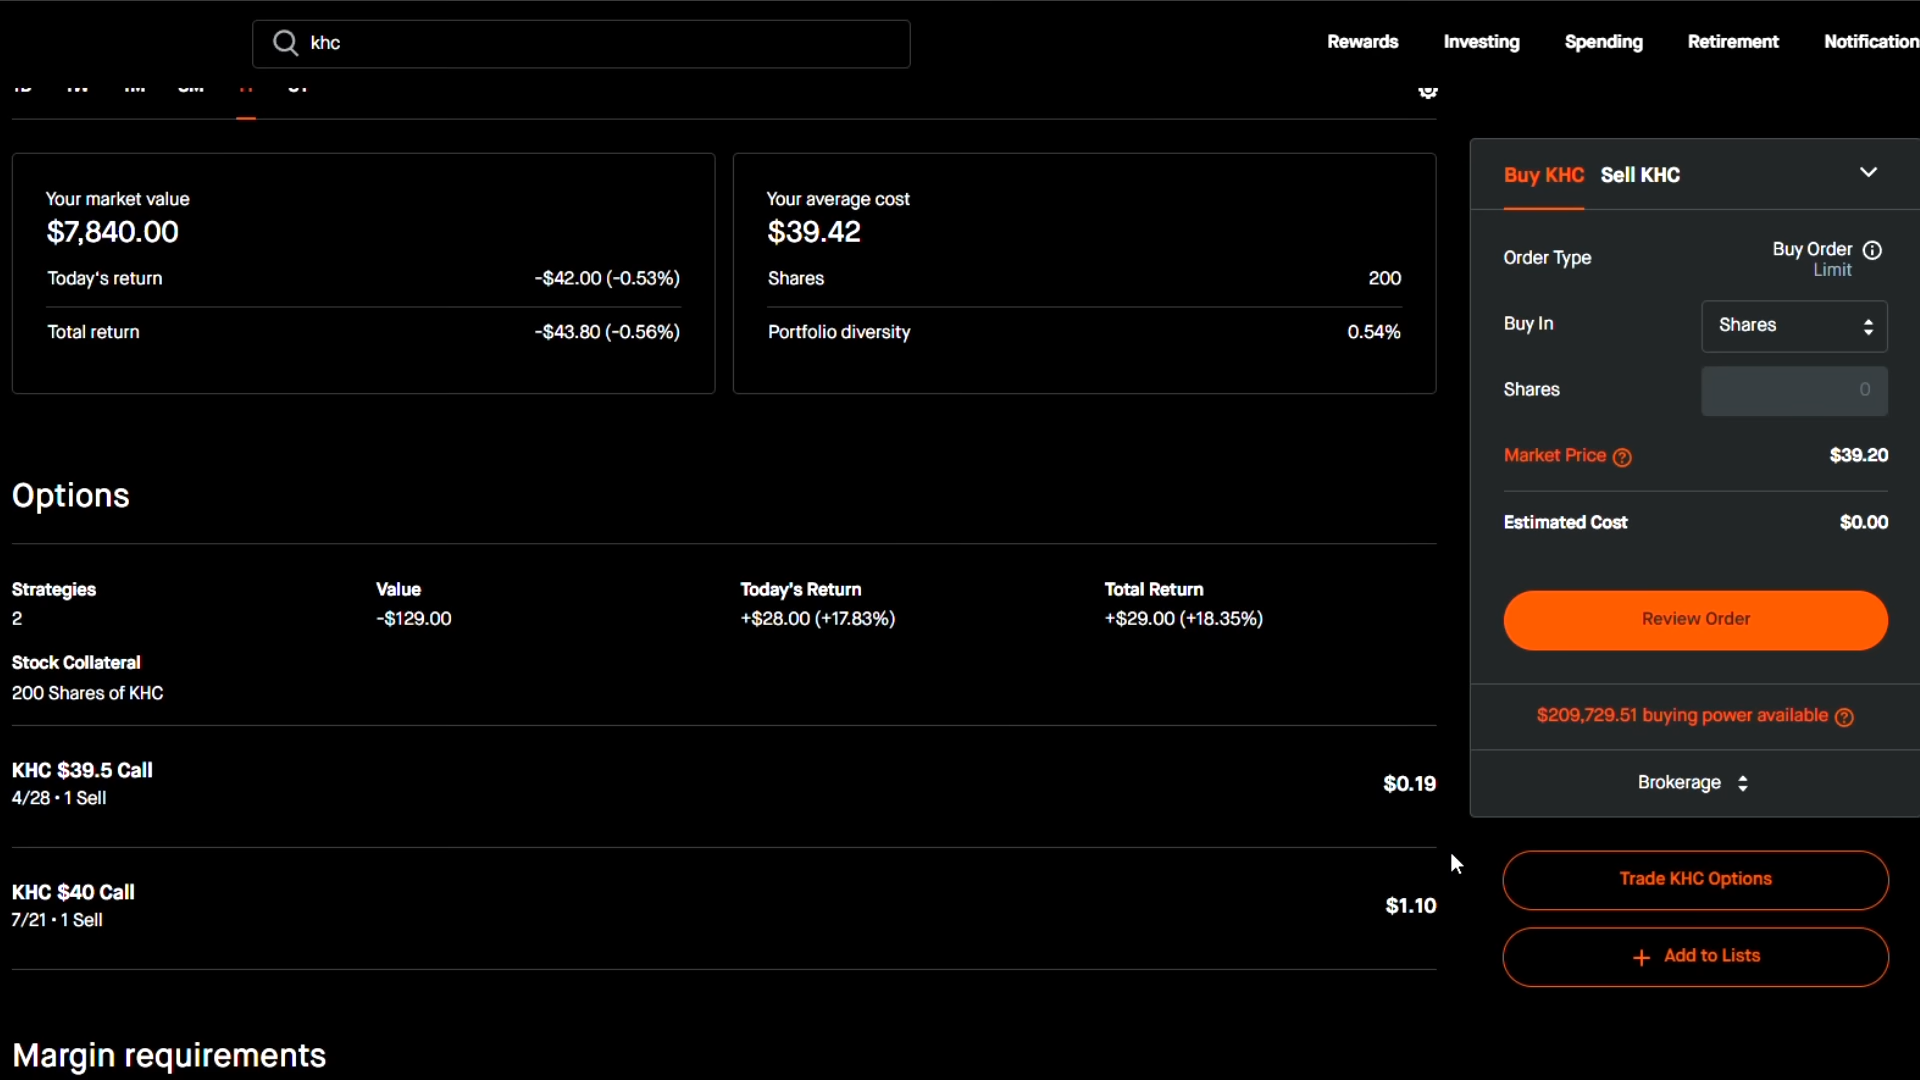 khc
Rewards
Investing
Spending
Retirement
Notification
Your market value
$7,840.00
Today's return
-$42.00 (-0.53%)
Total return
-$43.80 (-0.56%)
Your average cost
$39.42
Shares
200
Portfolio diversity
0.54%
Buy KHC
Sell KHC
Order Type
Buy Order
Limit
Buy In
Shares
Shares
0
Market Price
$39.20
Estimated Cost
$0.00
Review Order
$209,729.51 buying power available
Brokerage
Trade KHC Options
+ Add to Lists
Options
Strategies
2
Value
-$129.00
Today's Return
+$28.00 (+17.83%)
Total Return
+$29.00 (+18.35%)
Stock Collateral
200 Shares of KHC
KHC $39.5 Call
4/28 • 1 Sell
$0.19
KHC $40 Call
7/21 • 1 Sell
$1.10
Margin requirements